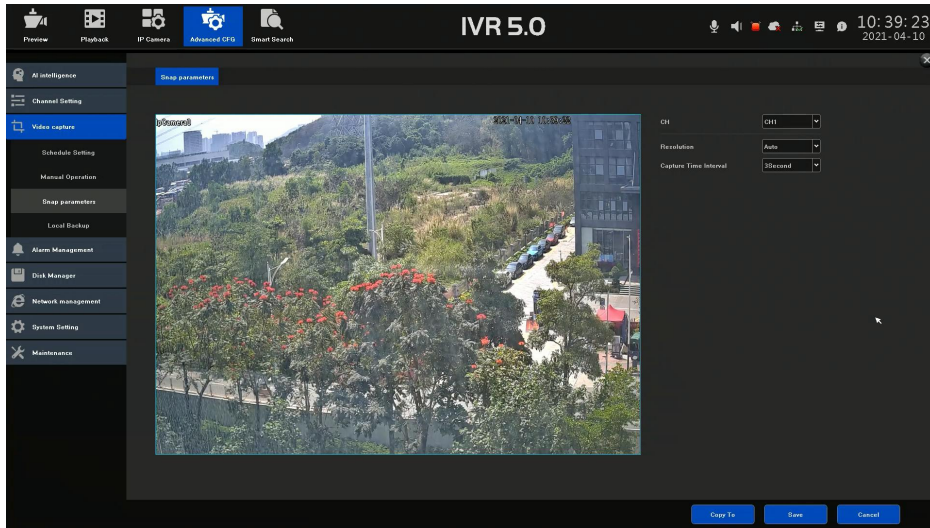 IVR 5.0
10:39:23
2021-04-10
Preview
Playback
IP Camera
Advanced CFG
Smart Search
AI intelligence
Channel Setting
Video capture
Schedule Setting
Manual Operation
Snap parameters
Local Backup
Alarm Management
Disk Manager
Network management
System Setting
Maintenance
Snap parameters
CH
CH1
Resolution
Auto
Capture Time Interval
3Second
Copy To
Save
Cancel